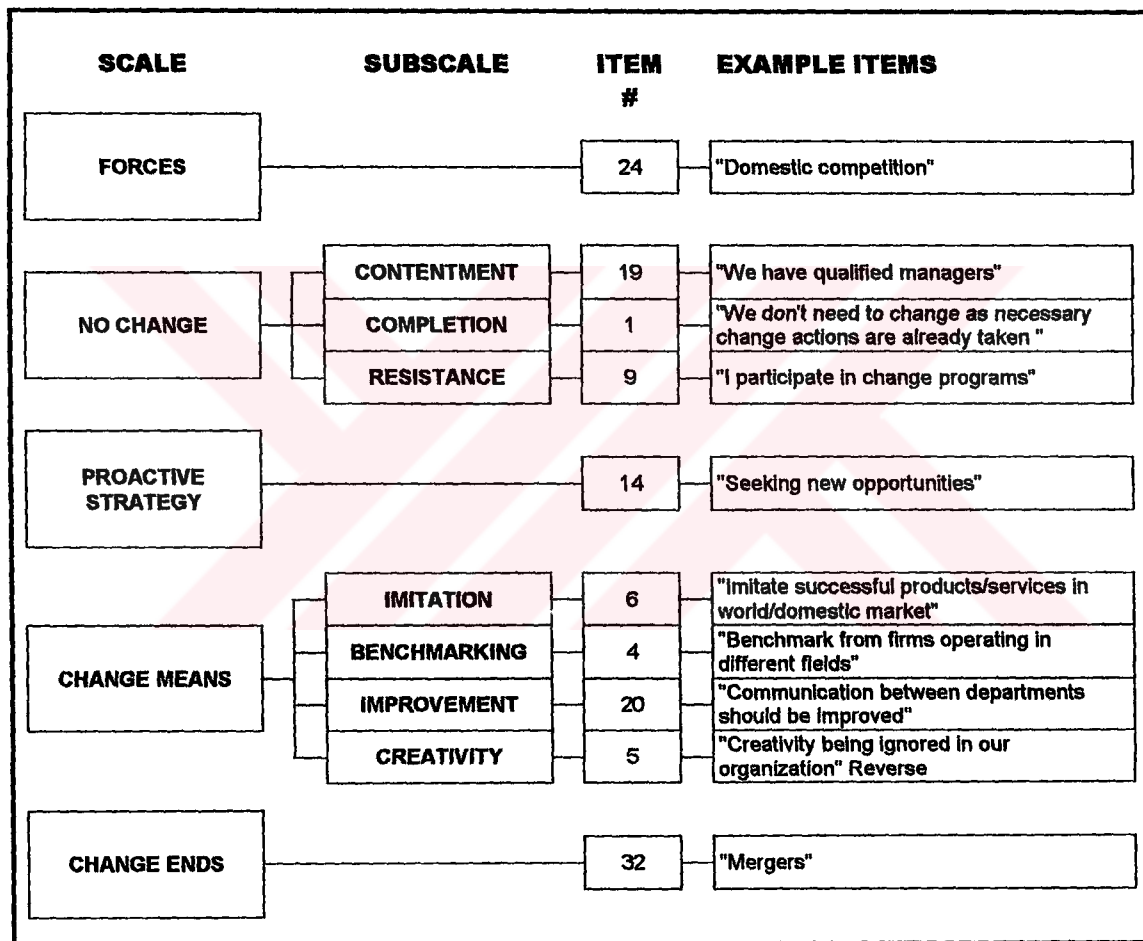 SCALE SUBSCALE ITEM # EXAMPLE ITEMS
FORCES 24 "Domestic competition"
NO CHANGE
CONTENTMENT 19 "We have qualified managers"
COMPLETION 1 "We don't need to change as necessary
change actions are already taken "
RESISTANCE 9 "I participate in change programs"
PROACTIVE
STRATEGY
14 "Seeking new opportunities"
CHANGE MEANS
IMITATION 6 "Imitate successful products/services in
world/domestic market"
BENCHMARKING 4 "Benchmark from firms operating in
different fields"
IMPROVEMENT 20 "Communication between departments
should be improved"
CREATIVITY 5 "Creativity being ignored in our
organization" Reverse
CHANGE ENDS 32 "Mergers"